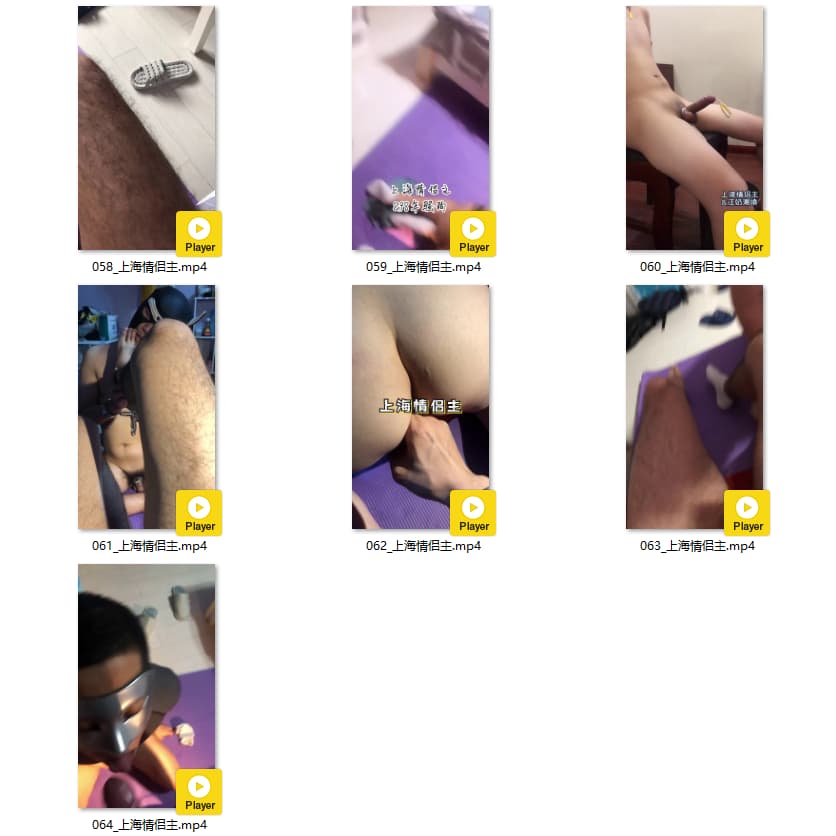 Player
058_上海情侣主.mp4
上海情侣主
Player
059_上海情侣主.mp4
上海情侣主
Player
060_上海情侣主.mp4
Player
061_上海情侣主.mp4
上海情侣主
Player
062_上海情侣主.mp4
Player
063_上海情侣主.mp4
Player
064_上海情侣主.mp4